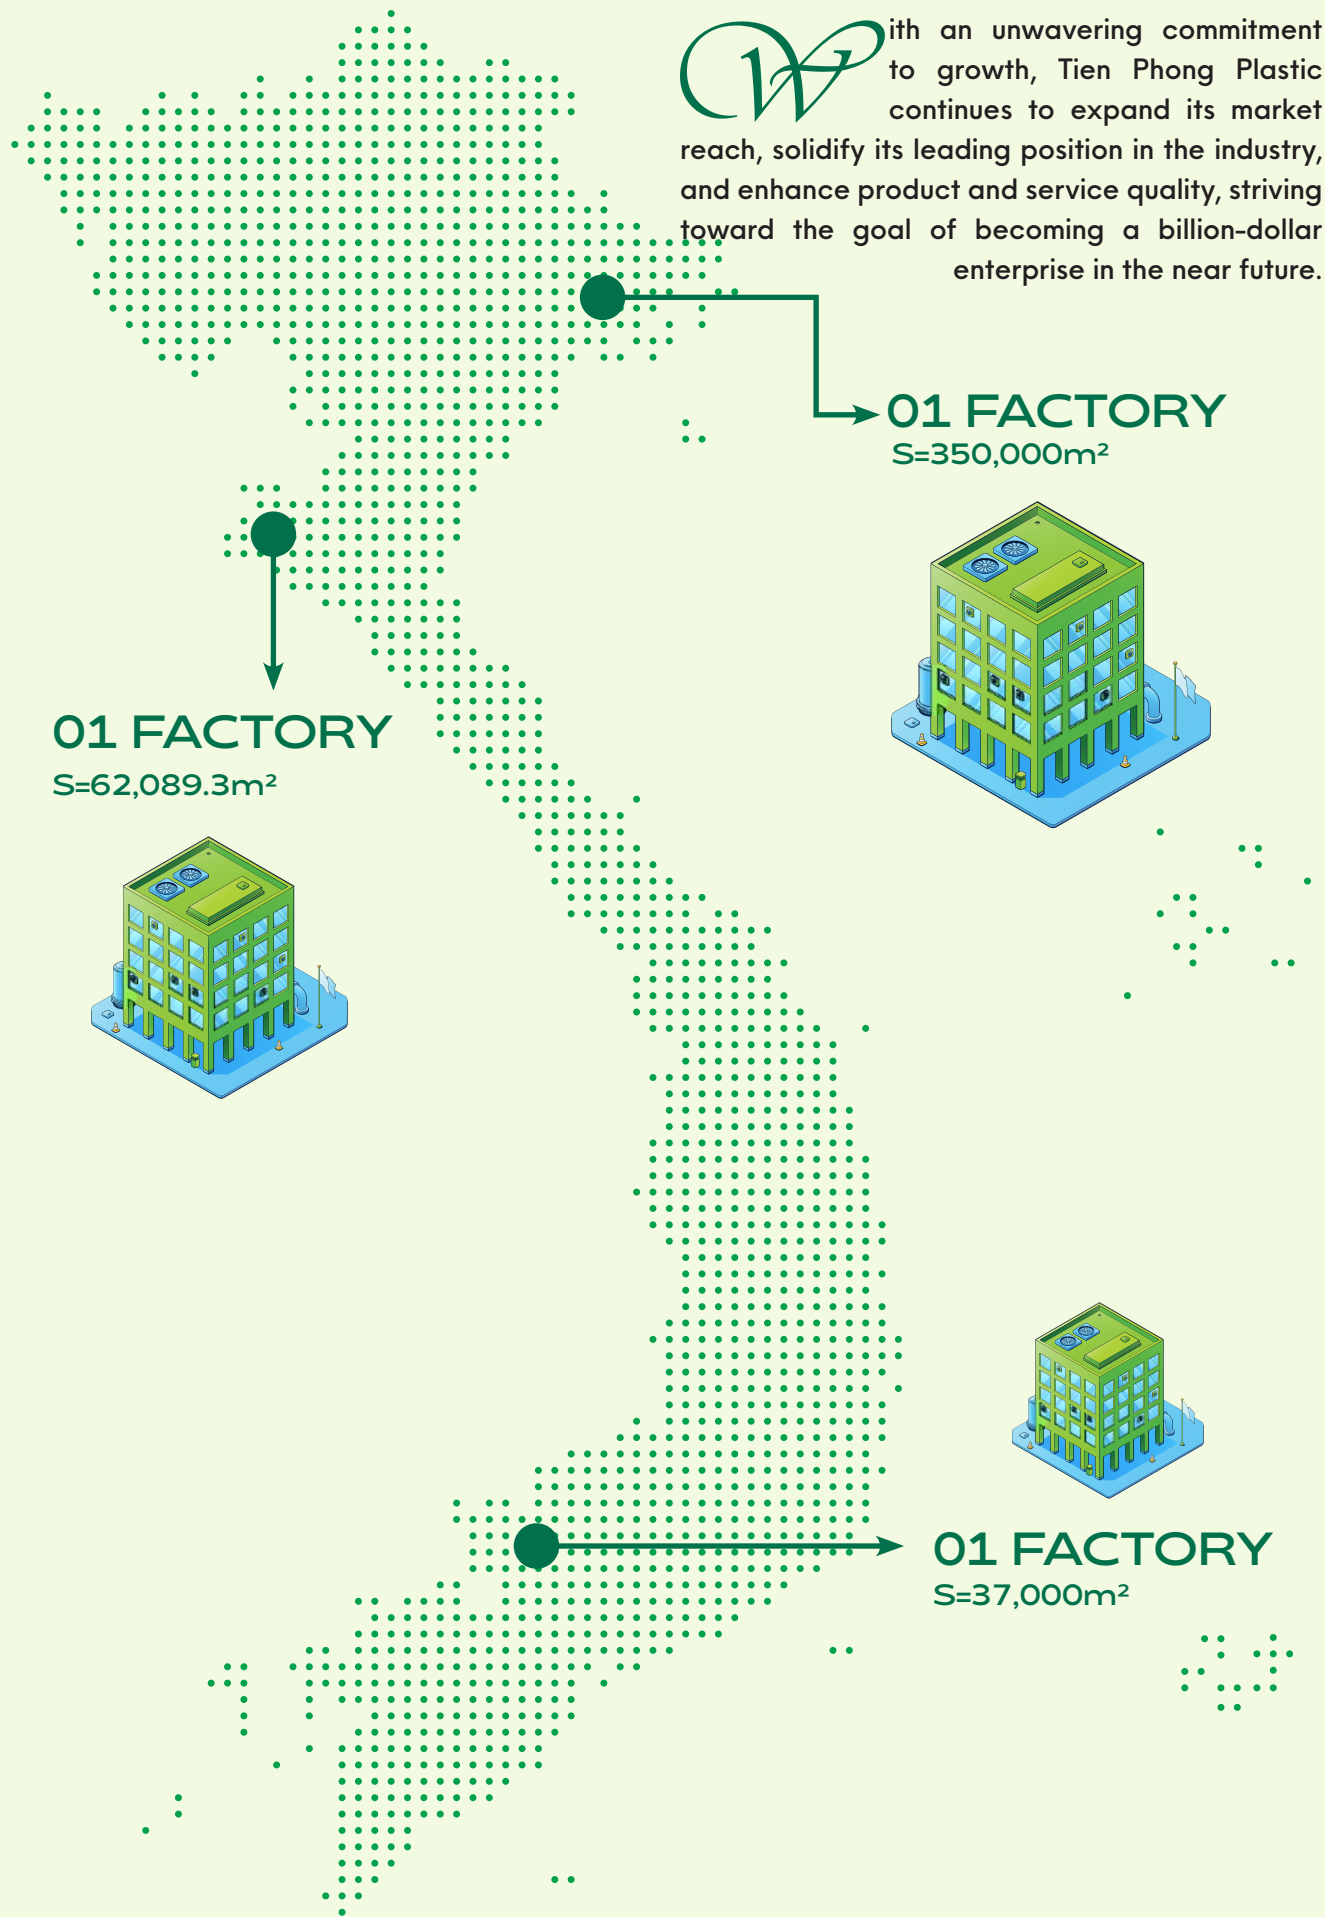 With an unwavering commitment
to growth, Tien Phong Plastic
continues to expand its market
reach, solidify its leading position in the industry,
and enhance product and service quality, striving
toward the goal of becoming a billion-dollar
enterprise in the near future.
01 FACTORY
S=350,000m²
01 FACTORY
S=62,089.3m²
01 FACTORY
S=37,000m²